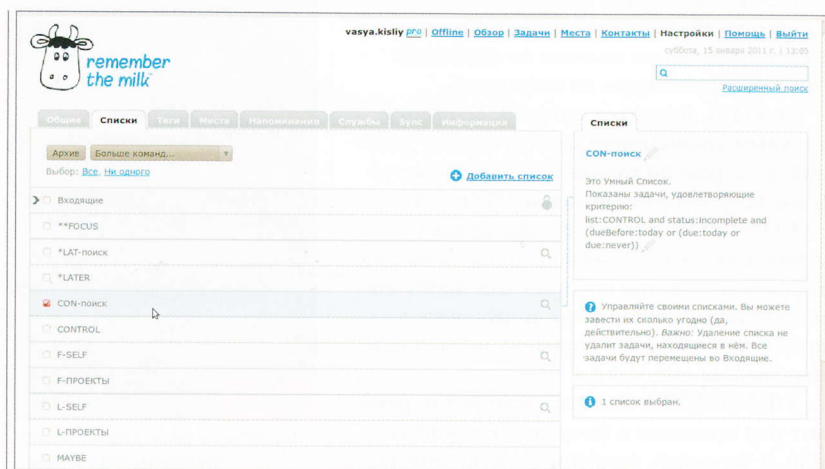 vasya.kisliy pro | Offline | Обзор | Задачи | Места | Контакты | Настройки | Помощь | Выйти
суббота, 15 января 2011 г. | 13:05
remember
the milk
Расширенный поиск
Общие Списки Теги Места Напоминания Службы Sync Информация
Архив Больше команд...
Выбор: Все, Ни одного
Добавить список
Входящие
**FOCUS
*LAT-поиск
*LATER
CON-поиск
CONTROL
F-SELF
F-ПРОЕКТЫ
L-SELF
L-ПРОЕКТЫ
MAYBE
Списки
CON-поиск
Это Умный Список.
Показаны задачи, удовлетворяющие
критерию:
list:CONTROL and status:incomplete and
(dueBefore:today or (due:today or
due:never))
Управляйте своими списками. Вы можете
завести их сколько угодно (да,
действительно). Важно: Удаление списка не
удалит задачи, находящиеся в нём. Все
задачи будут перемещены во Входящие.
1 список выбран.